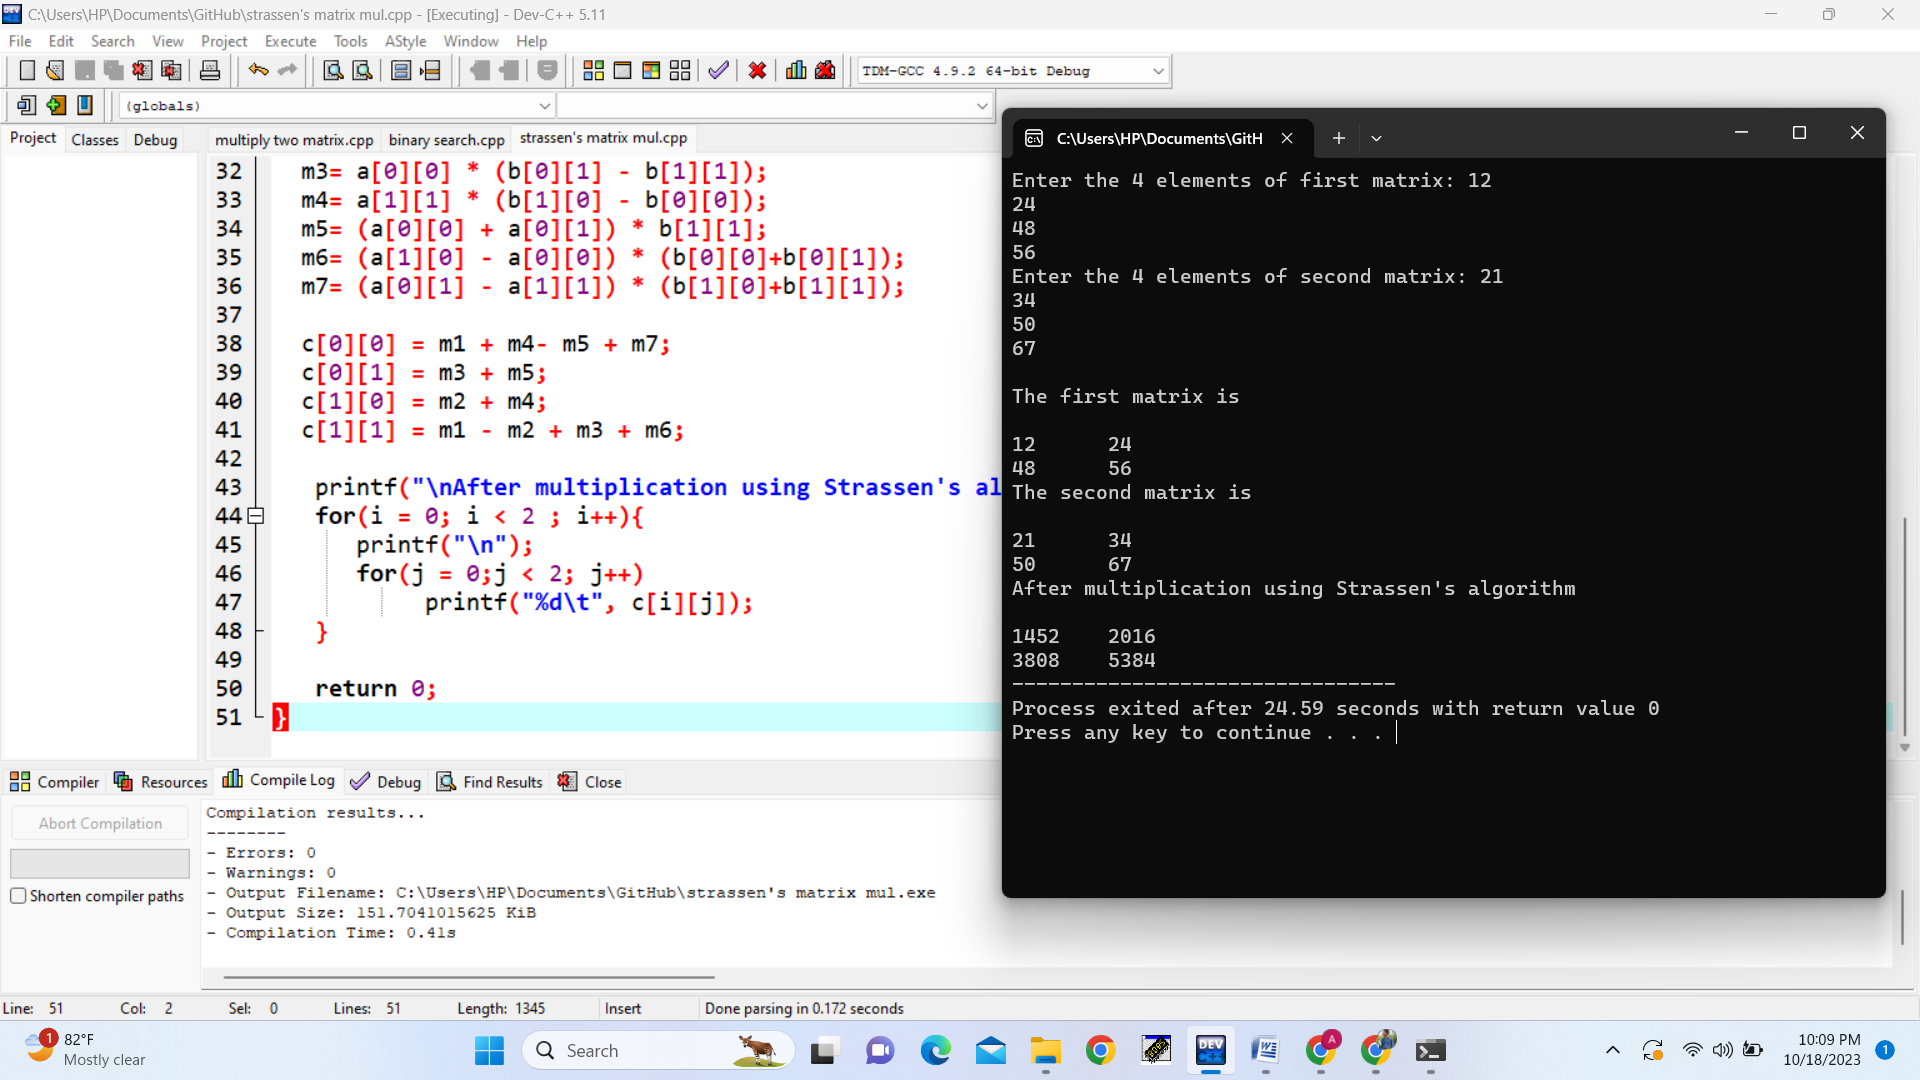 C:\Users\HP\Documents\GitHub\strassen's matrix mul.cpp - [Executing] - Dev-C++ 5.11
File Edit Search View Project Execute Tools AStyle Window Help
TDM-GCC 4.9.2 64-bit Debug
(globals)
Project Classes Debug
multiply two matrix.cpp binary search.cpp strassen's matrix mul.cpp
32 m3= a[0][0] * (b[0][1] - b[1][1]);
33 m4= a[1][1] * (b[1][0] - b[0][0]);
34 m5= (a[0][0] + a[0][1]) * b[1][1];
35 m6= (a[1][0] - a[0][0]) * (b[0][0]+b[0][1]);
36 m7= (a[0][1] - a[1][1]) * (b[1][0]+b[1][1]);
37
38 c[0][0] = m1 + m4- m5 + m7;
39 c[0][1] = m3 + m5;
40 c[1][0] = m2 + m4;
41 c[1][1] = m1 - m2 + m3 + m6;
42
43 printf("\nAfter multiplication using Strassen's al
44 for(i = 0; i < 2 ; i++){
45 printf("\n");
46 for(j = 0;j < 2; j++)
47 printf("%d\t", c[i][j]);
48 }
49
50 return 0;
51 }
C:\Users\HP\Documents\GitH
Enter the 4 elements of first matrix: 12
24
48
56
Enter the 4 elements of second matrix: 21
34
50
67
The first matrix is
12 24
48 56
The second matrix is
21 34
50 67
After multiplication using Strassen's algorithm
1452 2016
3808 5384
--------------------------------
Process exited after 24.59 seconds with return value 0
Press any key to continue . . .
Compiler Resources Compile Log Debug Find Results Close
Abort Compilation
Shorten compiler paths
Compilation results...
--------
- Errors: 0
- Warnings: 0
- Output Filename: C:\Users\HP\Documents\GitHub\strassen's matrix mul.exe
- Output Size: 151.7041015625 KiB
- Compilation Time: 0.41s
Line: 51 Col: 2 Sel: 0 Lines: 51 Length: 1345 Insert Done parsing in 0.172 seconds
1
82°F
Mostly clear
Search
DEV
A
10:09 PM
10/18/2023
1